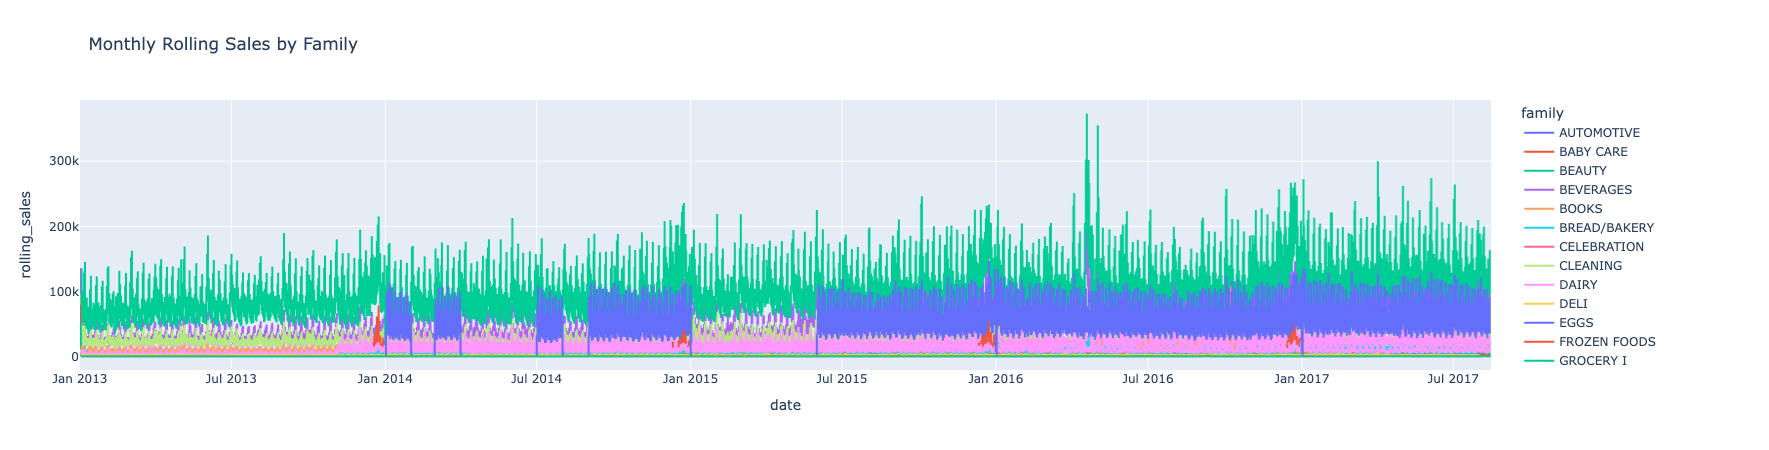 Monthly Rolling Sales by Family
rolling_sales
300k
200k
100k
0
Jan 2013
Jul 2013
Jan 2014
Jul 2014
Jan 2015
Jul 2015
Jan 2016
Jul 2016
Jan 2017
Jul 2017
date
family
AUTOMOTIVE
BABY CARE
BEAUTY
BEVERAGES
BOOKS
BREAD/BAKERY
CELEBRATION
CLEANING
DAIRY
DELI
EGGS
FROZEN FOODS
GROCERY I